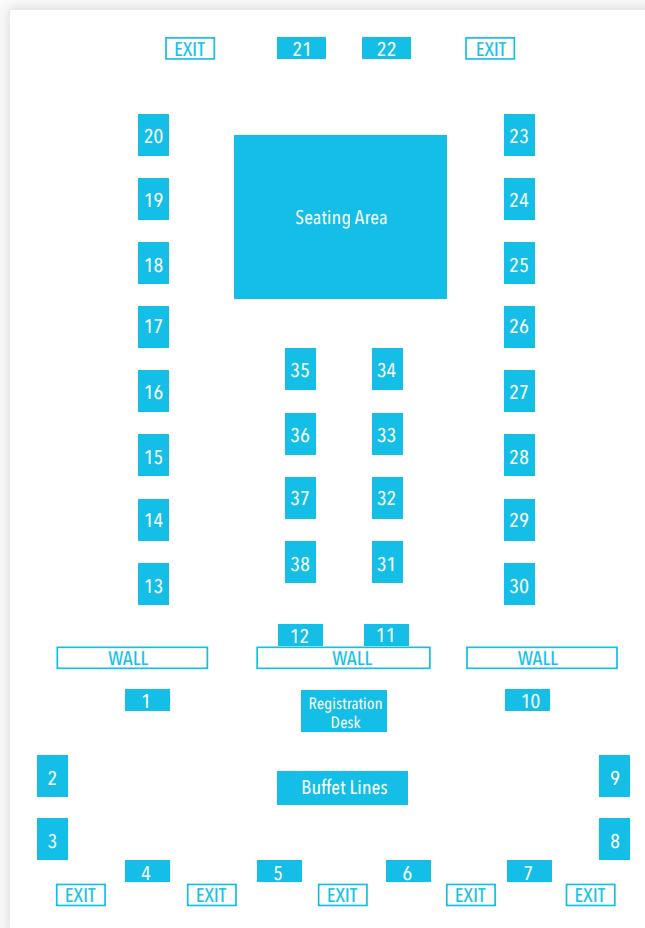 EXIT 21 22 EXIT
20 23
Seating Area
19 24
18 25
17 26
35 34
16 27
36 33
15 28
37 32
14 29
38 31
13 30
12 11
WALL WALL WALL
1 10
Registration
Desk
2 9
Buffet Lines
3 8
4 5 6 7
EXIT EXIT EXIT EXIT EXIT